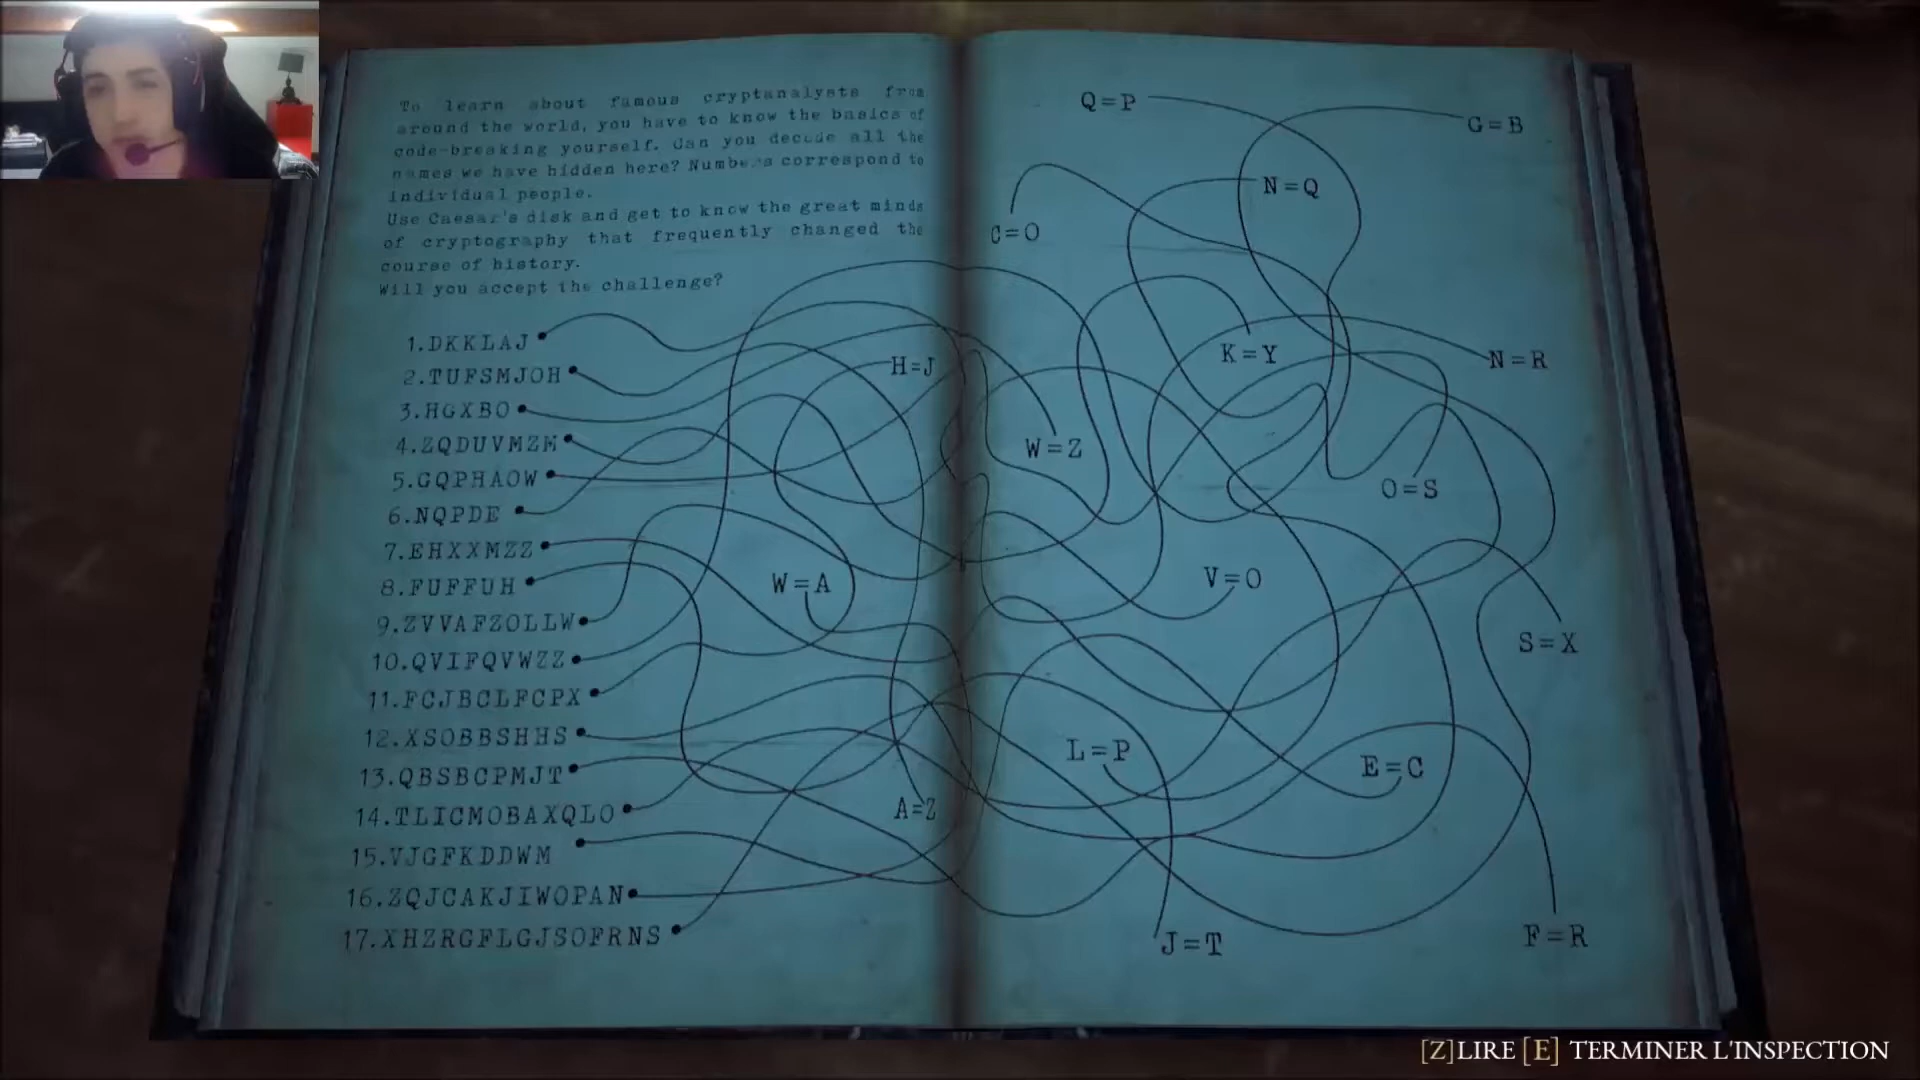 To learn about famous cryptanalysts from
around the world, you have to know the basics of
code-breaking yourself. Can you decode all the
names we have hidden here? Numbers correspond to
individual people.
Use Caesar's disk and get to know the great minds
of cryptography that frequently changed the
course of history.
Will you accept the challenge?
1.DKKLAJ
2.TUFSMJOH
3.HGXBO
4.ZQDUVMZM
5.GQPHAOW
6.NQPDE
7.EHXXMZZ
8.FUFFUH
9.ZVVAFZOLLW
10.QVIFQVWZZ
11.FCJBCLFCPX
12.XSOBBSHHS
13.QBSBCPMJT
14.TLICMOBAXQLO
15.VJGFKDDWM
16.ZQJCAKJIWOPAN
17.XHZRGFLGJSOFRNS
H=J
W=A
A=Z
Q=P
G=B
N=Q
C=O
K=Y
N=R
W=Z
O=S
V=O
S=X
L=P
E=C
J=T
F=R
[Z]LIRE [E] TERMINER L'INSPECTION